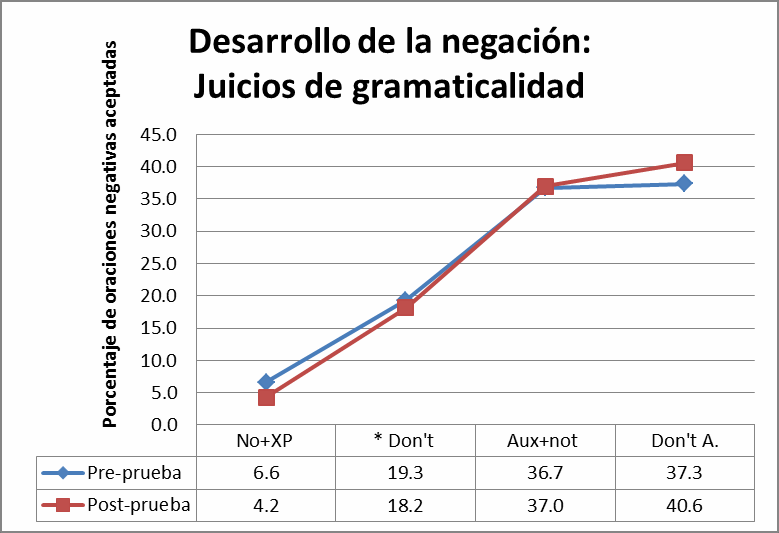 Desarrollo de la negación:
Juicios de gramaticalidad
Porcentaje de oraciones negativas aceptadas
45.0
40.0
35.0
30.0
25.0
20.0
15.0
10.0
5.0
0.0
No+XP * Don't Aux+not Don't A.
Pre-prueba 6.6 19.3 36.7 37.3
Post-prueba 4.2 18.2 37.0 40.6